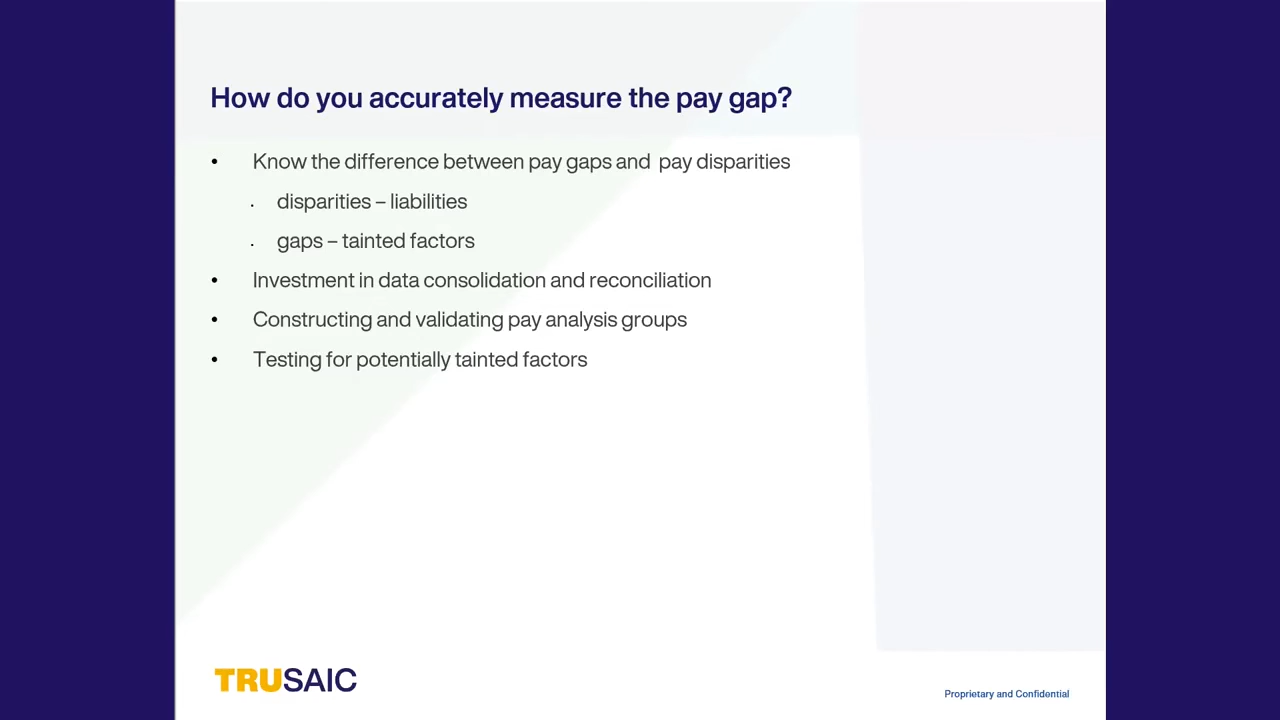 How do you accurately measure the pay gap?
• Know the difference between pay gaps and pay disparities
. disparities – liabilities
. gaps – tainted factors
• Investment in data consolidation and reconciliation
• Constructing and validating pay analysis groups
• Testing for potentially tainted factors
TRUSAIC
Proprietary and Confidential